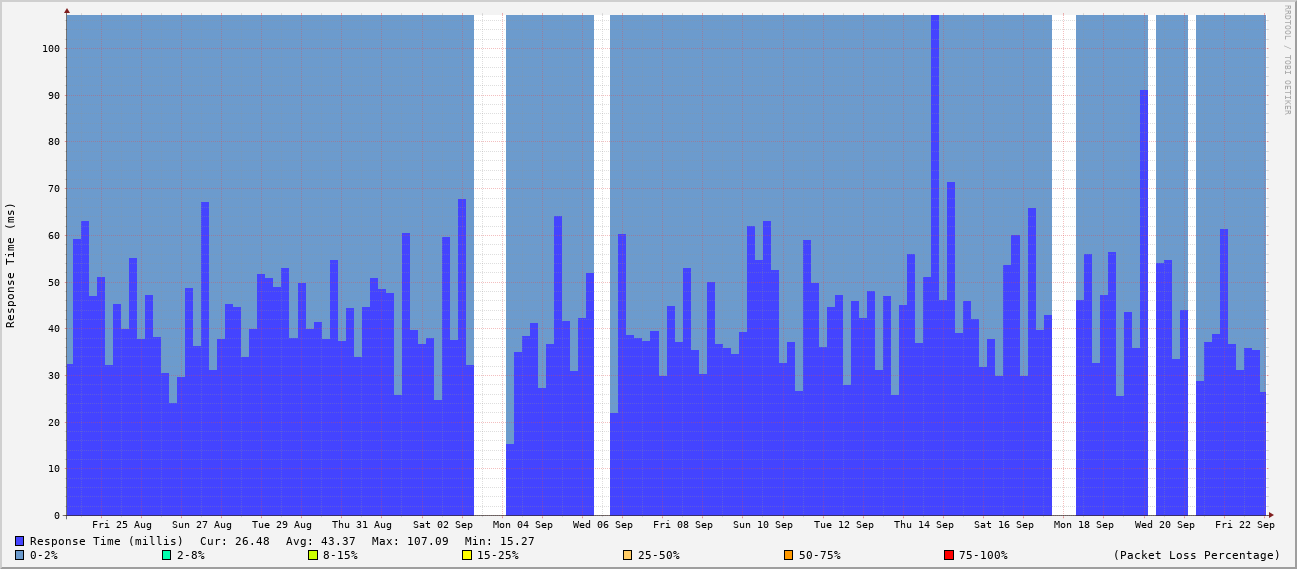 RRDTOOL / TOBI OETIKER
Response Time (ms)
100
90
80
70
60
50
40
30
20
10
0
Fri 25 Aug Sun 27 Aug Tue 29 Aug Thu 31 Aug Sat 02 Sep Mon 04 Sep Wed 06 Sep Fri 08 Sep Sun 10 Sep Tue 12 Sep Thu 14 Sep Sat 16 Sep Mon 18 Sep Wed 20 Sep Fri 22 Sep
Response Time (millis) Cur: 26.48 Avg: 43.37 Max: 107.09 Min: 15.27
0-2% 2-8% 8-15% 15-25% 25-50% 50-75% 75-100% (Packet Loss Percentage)